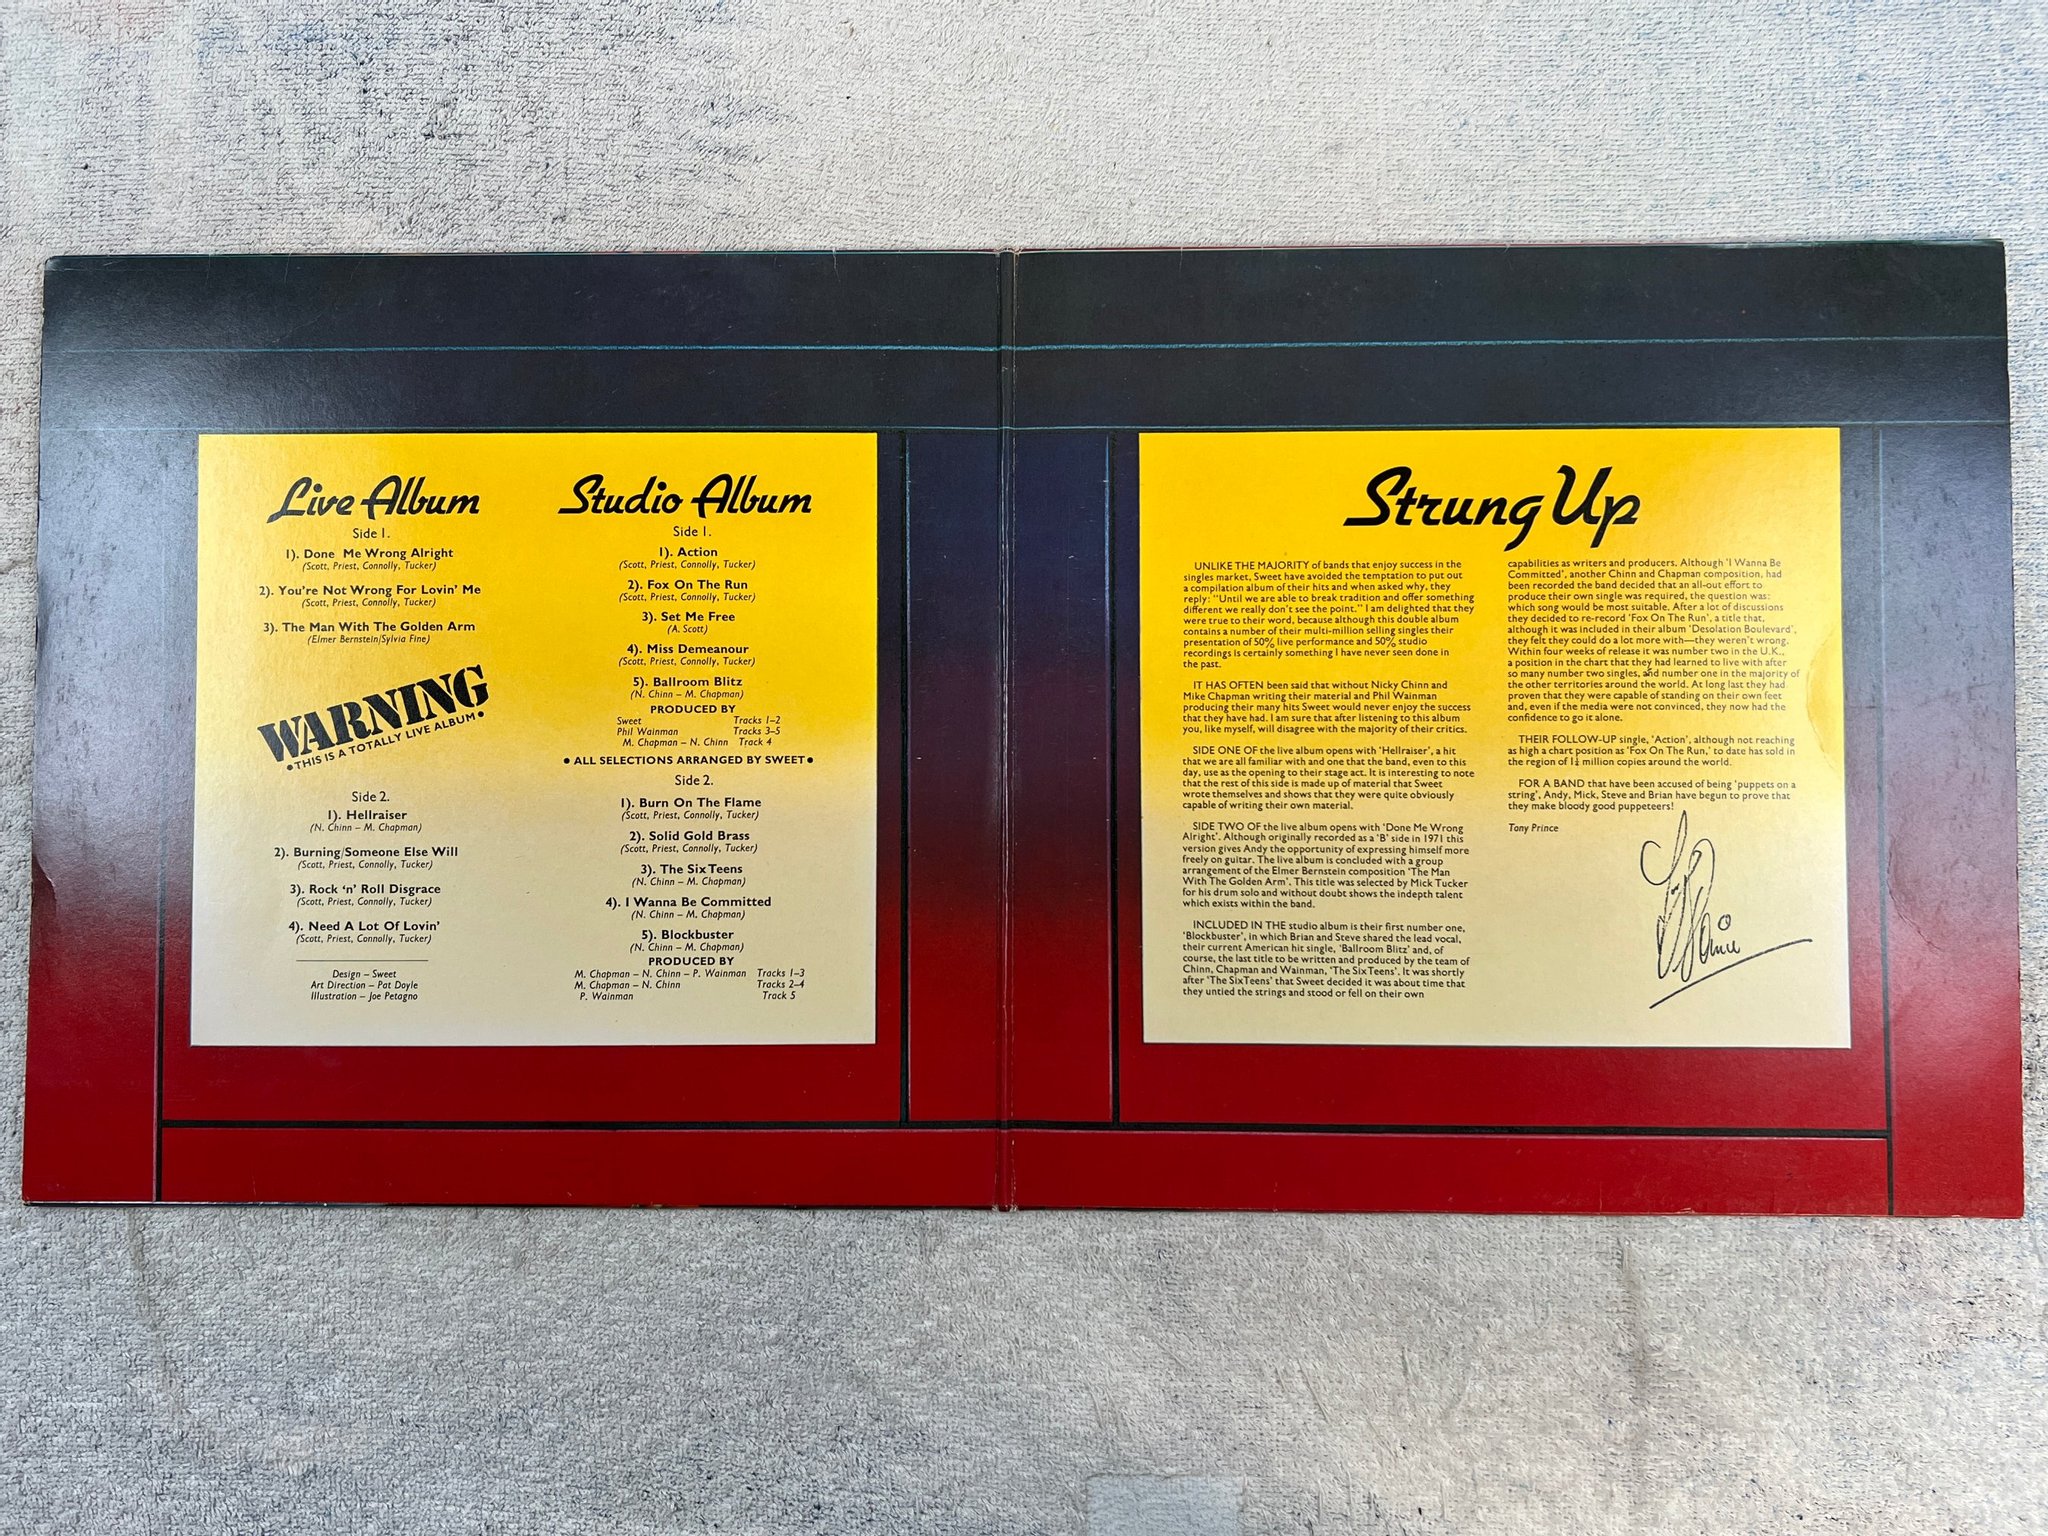 Live Album
Side 1.
1). Done Me Wrong Alright
(Scott, Priest, Connolly, Tucker)
2). You're Not Wrong For Lovin' Me
(Scott, Priest, Connolly, Tucker)
3). The Man With The Golden Arm
(Elmer Bernstein/Sylvia Fine)
WARNING
• THIS IS A TOTALLY LIVE ALBUM •
Side 2.
1). Hellraiser
(N. Chinn – M. Chapman)
2). Burning/Someone Else Will
(Scott, Priest, Connolly, Tucker)
3). Rock 'n' Roll Disgrace
(Scott, Priest, Connolly, Tucker)
4). Need A Lot Of Lovin'
(Scott, Priest, Connolly, Tucker)
Design – Sweet
Art Direction – Pat Doyle
Illustration – Joe Petagno
Studio Album
Side 1.
1). Action
(Scott, Priest, Connolly, Tucker)
2). Fox On The Run
(Scott, Priest, Connolly, Tucker)
3). Set Me Free
(A. Scott)
4). Miss Demeanour
(Scott, Priest, Connolly, Tucker)
5). Ballroom Blitz
(N. Chinn – M. Chapman)
PRODUCED BY
Sweet Tracks 1–2
Phil Wainman Tracks 3–5
M. Chapman – N. Chinn Track 4
• ALL SELECTIONS ARRANGED BY SWEET •
Side 2.
1). Burn On The Flame
(Scott, Priest, Connolly, Tucker)
2). Solid Gold Brass
(Scott, Priest, Connolly, Tucker)
3). The Six Teens
(N. Chinn – M. Chapman)
4). I Wanna Be Committed
(N. Chinn – M. Chapman)
5). Blockbuster
(N. Chinn – M. Chapman)
PRODUCED BY
M. Chapman – N. Chinn – P. Wainman Tracks 1–3
M. Chapman – N. Chinn Tracks 2–4
P. Wainman Track 5
Strung Up
UNLIKE THE MAJORITY of bands that enjoy success in the
singles market, Sweet have avoided the temptation to put out
a compilation album of their hits and when asked why, they
reply: "Until we are able to break tradition and offer something
different we really don't see the point." I am delighted that they
were true to their word, because although this double album
contains a number of their multi-million selling singles their
presentation of 50% live performance and 50% studio
recordings is certainly something I have never seen done in
the past.
IT HAS OFTEN been said that without Nicky Chinn and
Mike Chapman writing their material and Phil Wainman
producing their many hits Sweet would never enjoy the success
that they have had. I am sure that after listening to this album
you, like myself, will disagree with the majority of their critics.
SIDE ONE OF the live album opens with 'Hellraiser', a hit
that we are all familiar with and one that the band, even to this
day, use as the opening to their stage act. It is interesting to note
that the rest of this side is made up of material that Sweet
wrote themselves and shows that they were quite obviously
capable of writing their own material.
SIDE TWO OF the live album opens with 'Done Me Wrong
Alright'. Although originally recorded as a 'B' side in 1971 this
version gives Andy the opportunity of expressing himself more
freely on guitar. The live album is concluded with a group
arrangement of the Elmer Bernstein composition 'The Man
With The Golden Arm'. This title was selected by Mick Tucker
for his drum solo and without doubt shows the indepth talent
which exists within the band.
INCLUDED IN THE studio album is their first number one,
'Blockbuster', in which Brian and Steve shared the lead vocal,
their current American hit single, 'Ballroom Blitz' and, of
course, the last title to be written and produced by the team of
Chinn, Chapman and Wainman, 'The Six Teens'. It was shortly
after 'The Six Teens' that Sweet decided it was about time that
they untied the strings and stood or fell on their own
capabilities as writers and producers. Although 'I Wanna Be
Committed', another Chinn and Chapman composition, had
been recorded the band decided that an all-out effort to
produce their own single was required, the question was:
which song would be most suitable. After a lot of discussions
they decided to re-record 'Fox On The Run', a title that,
although it was included in their album 'Desolation Boulevard',
they felt they could do a lot more with—they weren't wrong.
Within four weeks of release it was number two in the U.K.,
a position in the chart that they had learned to live with after
so many number two singles, and number one in the majority of
the other territories around the world. At long last they had
proven that they were capable of standing on their own feet
and, even if the media were not convinced, they now had the
confidence to go it alone.
THEIR FOLLOW-UP single, 'Action', although not reaching
as high a chart position as 'Fox On The Run,' to date has sold in
the region of 1¼ million copies around the world.
FOR A BAND that have been accused of being 'puppets on a
string', Andy, Mick, Steve and Brian have begun to prove that
they make bloody good puppeteers!
Tony Prince
Tony Prince